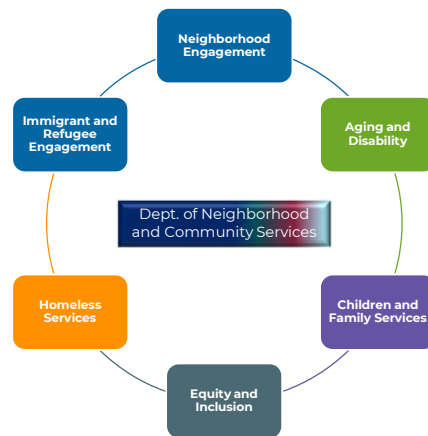 Neighborhood
Engagement
Immigrant and
Refugee
Engagement
Aging and
Disability
Dept. of Neighborhood
and Community Services
Homeless
Services
Children and
Family Services
Equity and
Inclusion